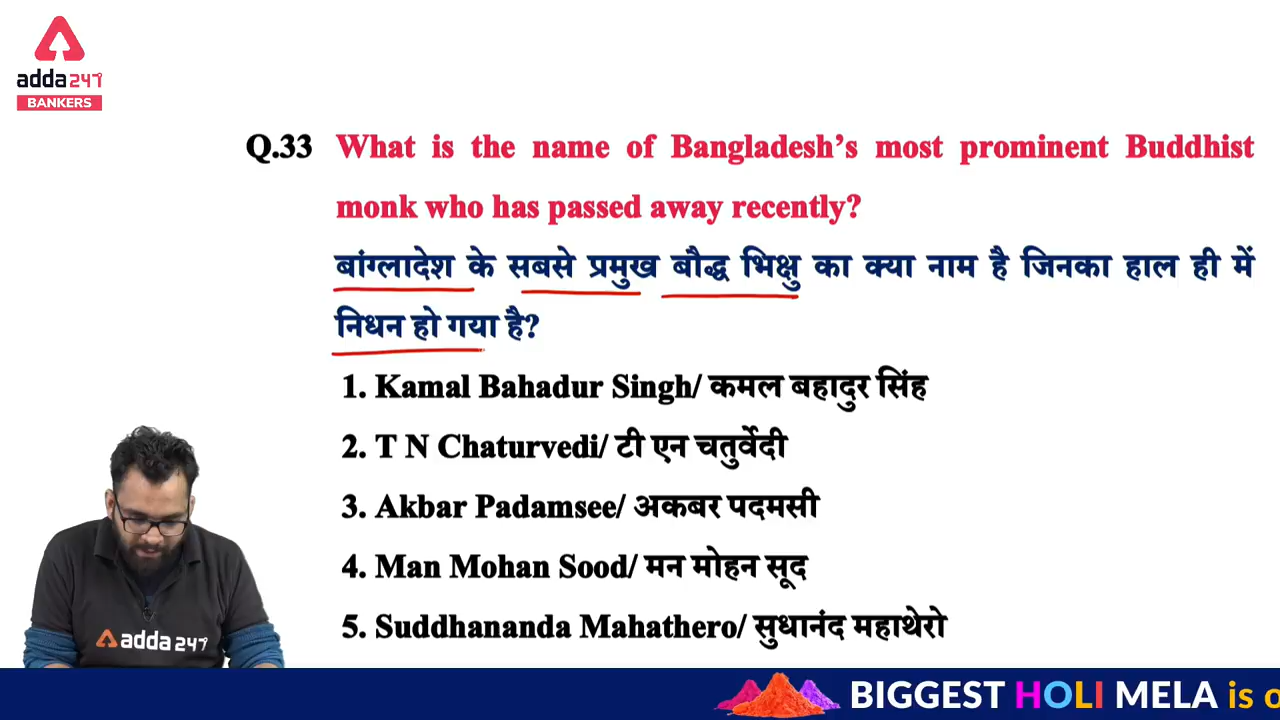 adda247
BANKERS
Q.33 What is the name of Bangladesh's most prominent Buddhist
monk who has passed away recently?
बांग्लादेश के सबसे प्रमुख बौद्ध भिक्षु का क्या नाम है जिनका हाल ही में
निधन हो गया है?
1. Kamal Bahadur Singh/ कमल बहादुर सिंह
2. T N Chaturvedi/ टी एन चतुर्वेदी
3. Akbar Padamsee/ अकबर पदमसी
4. Man Mohan Sood/ मन मोहन सूद
5. Suddhananda Mahathero/ सुधानंद महाथेरो
adda247
BIGGEST HOLI MELA is o